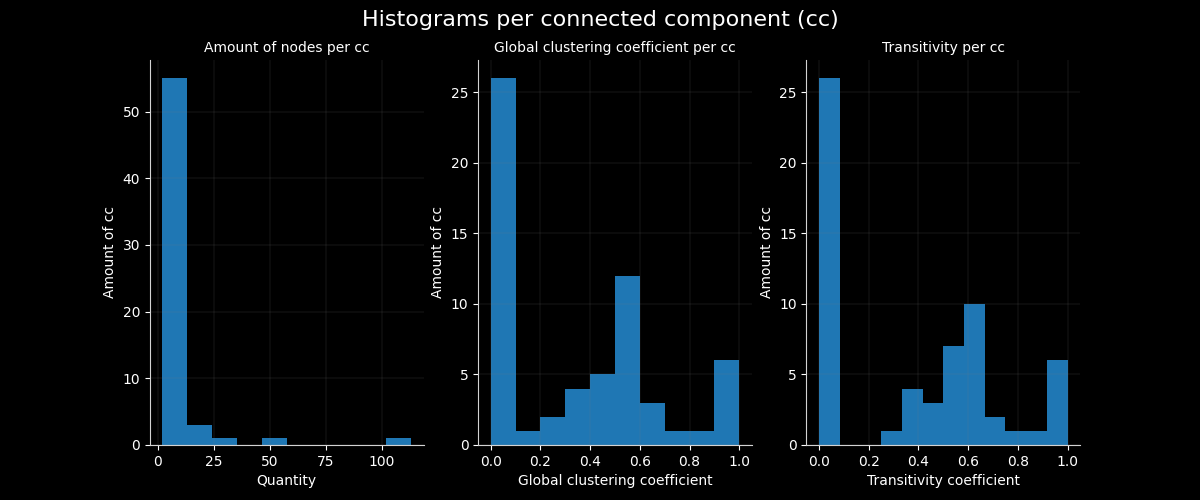 Histograms per connected component (cc)
Amount of nodes per cc
Amount of cc
50
40
30
20
10
0
0 25 50 75 100
Quantity
Global clustering coefficient per cc
Amount of cc
25
20
15
10
5
0
0.0 0.2 0.4 0.6 0.8 1.0
Global clustering coefficient
Transitivity per cc
Amount of cc
25
20
15
10
5
0
0.0 0.2 0.4 0.6 0.8 1.0
Transitivity coefficient